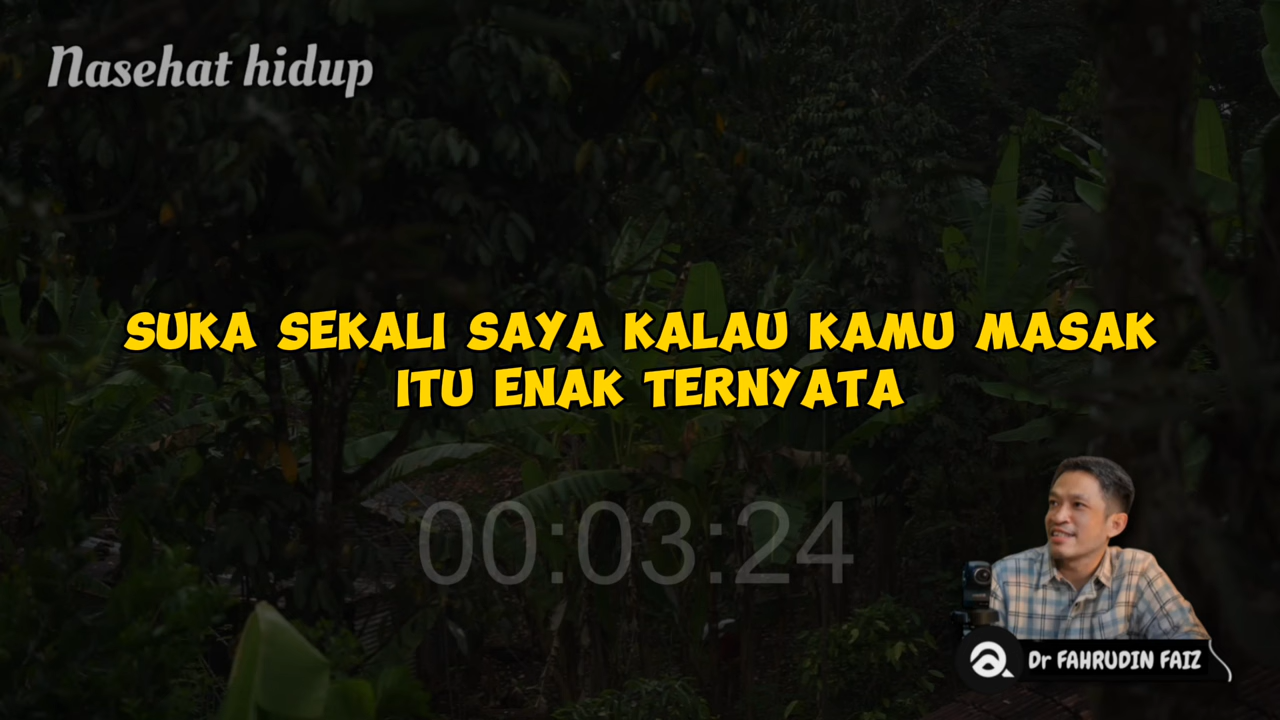 Nasehat hidup
SUKA SEKALI SAYA KALAU KAMU MASAK
ITU ENAK TERNYATA
00:03:24
Dr FAHRUDIN FAIZ